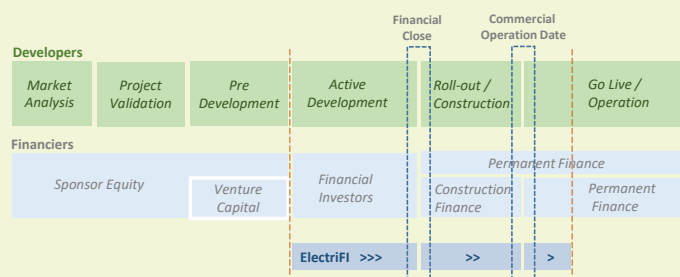 Financial
Close
Commercial
Operation Date
Developers
Market
Analysis
Project
Validation
Pre
Development
Active
Development
Roll-out /
Construction
Go Live /
Operation
Financiers
Sponsor Equity
Venture
Capital
Financial
Investors
Permanent Finance
Construction
Finance
Permanent
Finance
ElectriFI >>>
>>
>